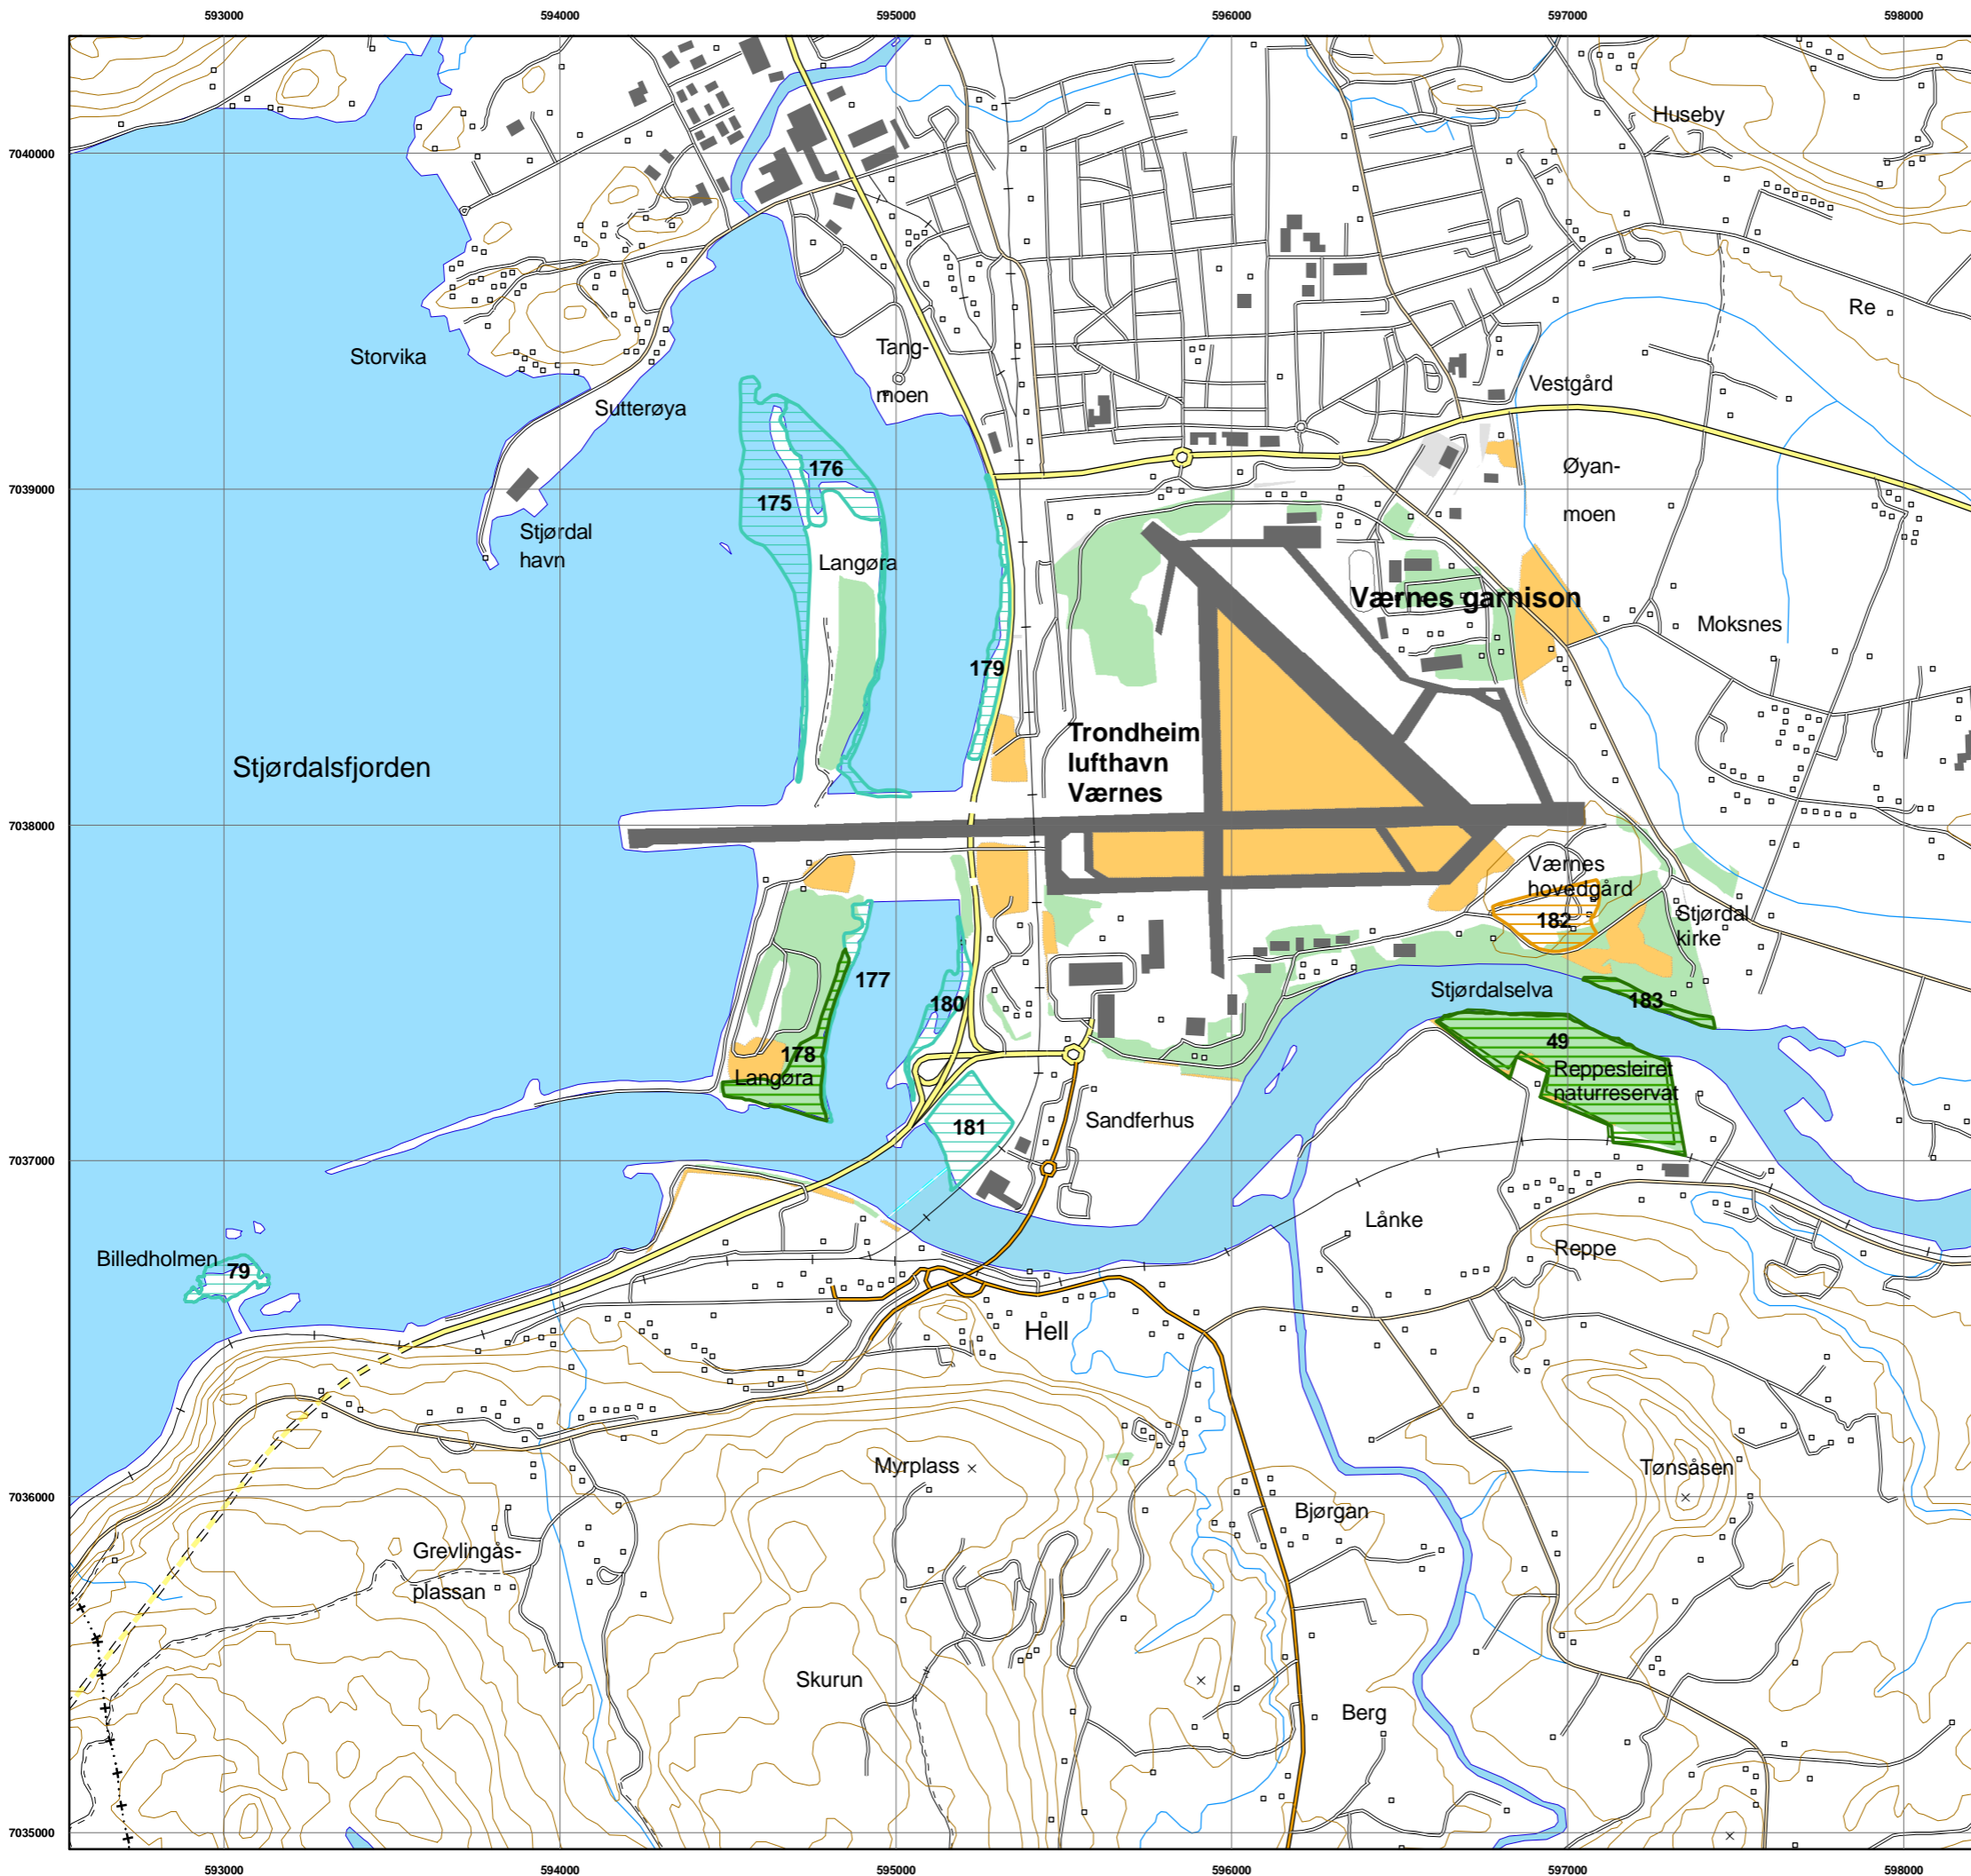 593000 594000 595000 596000 597000 598000
7040000
Huseby
Re
Storvika
Tang-
moen
Vestgård
Sutterøya
176
175
Øyan-
moen
Stjørdal
havn
Langøra
Værnes garnison
Moksnes
7039000
179
Trondheim
lufthavn
Værnes
Stjørdalsfjorden
7038000
Værnes
hovedgård
182
Stjørdal
kirke
177
180
Stjørdalselva
183
49
178
Langøra
Reppesleiret
naturreservat
Sandferhus
181
7037000
Lånke
Reppe
Billedholmen
79
Hell
Myrplass
Tønsåsen
7036000
Bjørgan
Grevlingås-
plassan
Skurun
Berg
7035000
593000 594000 595000 596000 597000 598000